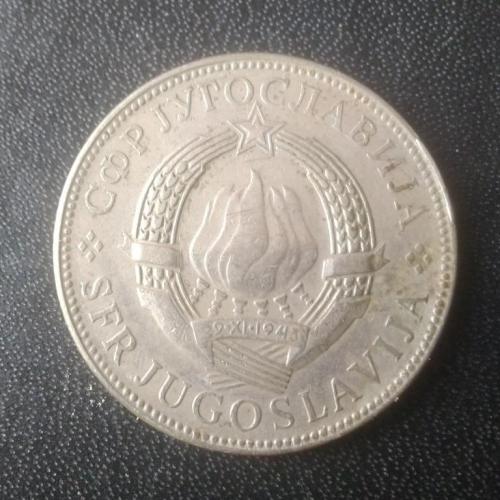 СФР ЈУГОСЛАВИЈА
29·XI·1943
SFR JUGOSLAVIJA